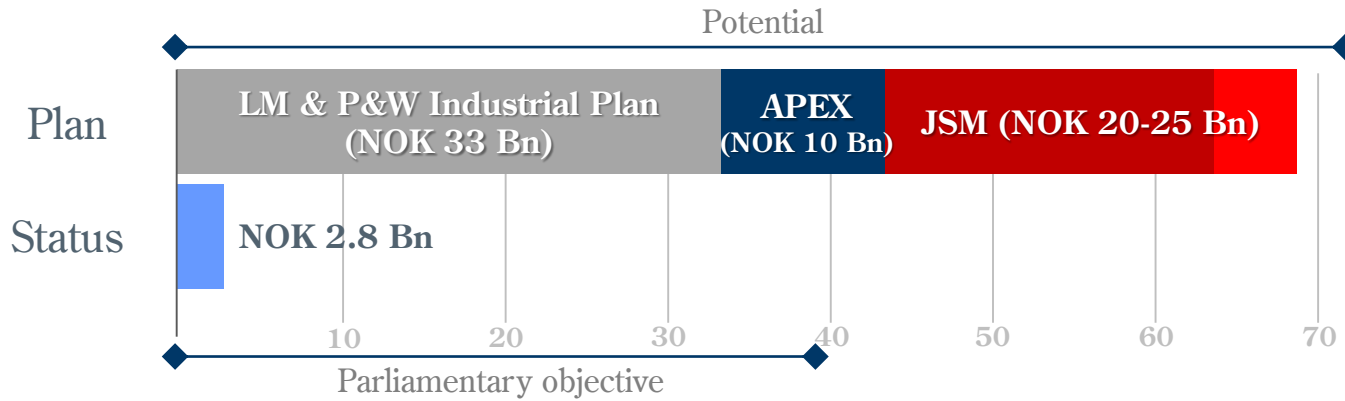 Potential
Plan
LM & P&W Industrial Plan
(NOK 33 Bn)
APEX
(NOK 10 Bn)
JSM (NOK 20-25 Bn)
Status
NOK 2.8 Bn
10 20 30 40 50 60 70
Parliamentary objective